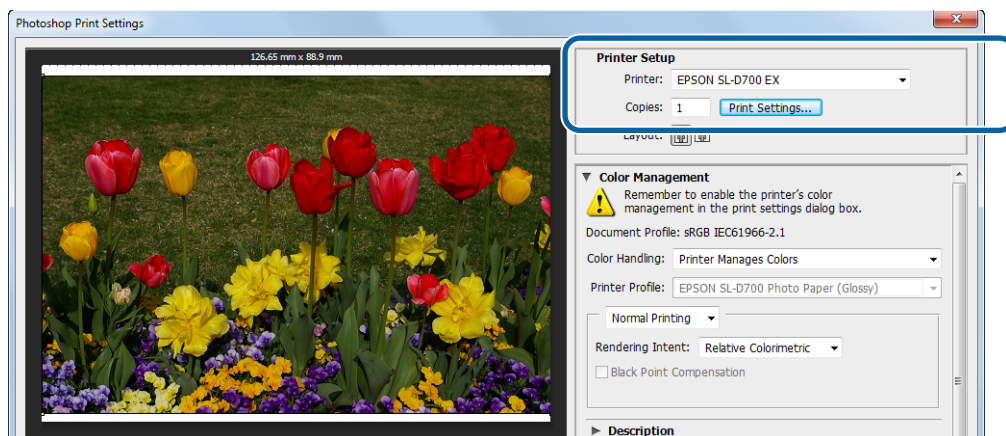 Photoshop Print Settings
126.65 mm x 88.9 mm
Printer Setup
Printer: EPSON SL-D700 EX
Copies: 1 Print Settings...
Layout:
Color Management
Remember to enable the printer's color
management in the print settings dialog box.
Document Profile: sRGB IEC61966-2.1
Color Handling: Printer Manages Colors
Printer Profile: EPSON SL-D700 Photo Paper (Glossy)
Normal Printing
Rendering Intent: Relative Colorimetric
Black Point Compensation
Description